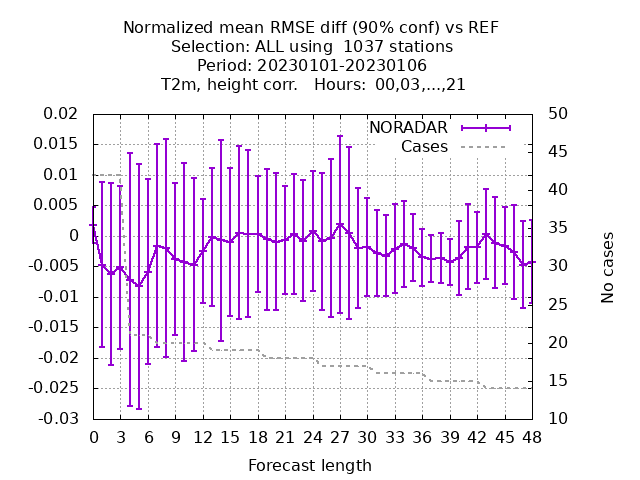 Normalized mean RMSE diff (90% conf) vs REF
Selection: ALL using  1037 stations
Period: 20230101-20230106
T2m, height corr.   Hours:  00,03,...,21
NORADAR
Cases
0.02
0.015
0.01
0.005
0
-0.005
-0.01
-0.015
-0.02
-0.025
-0.03
50
45
40
35
30
25
20
15
10
No cases
0 3 6 9 12 15 18 21 24 27 30 33 36 39 42 45 48
Forecast length